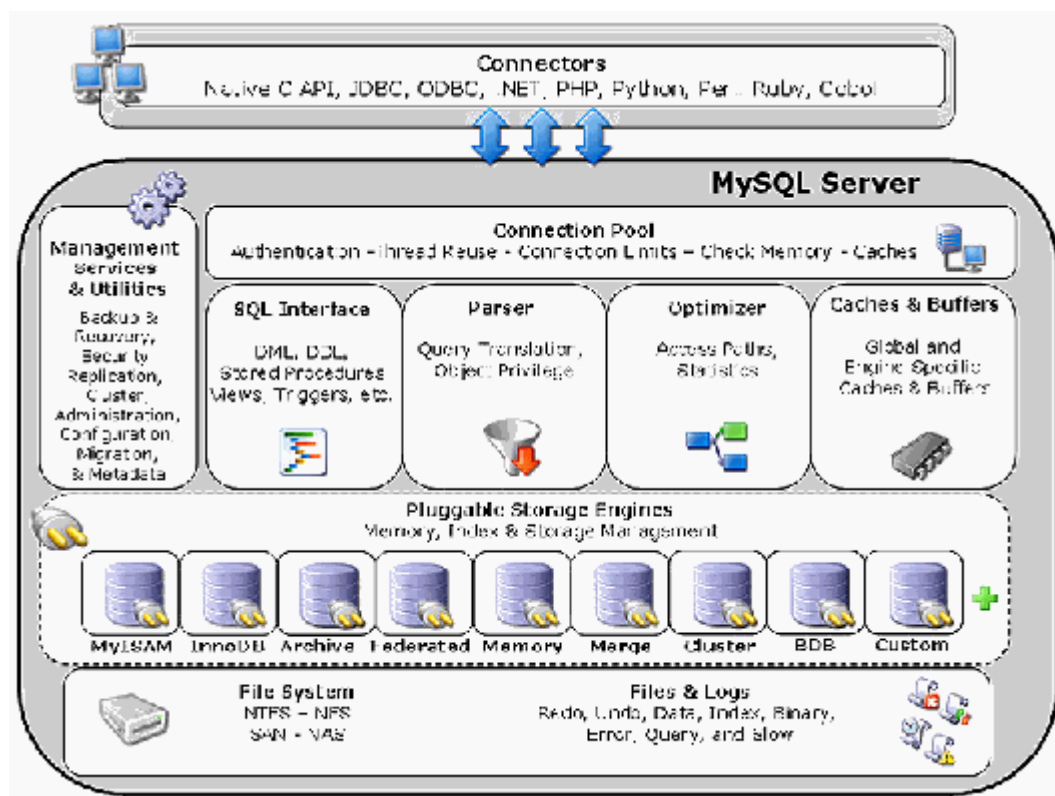 Connectors
Native C API, JDBC, ODBC, .NET, PHP, Python, Perl, Ruby, Cobol
MySQL Server
Management
Services
& Utilities
Backup &
Recovery,
Security
Replication,
Cluster,
Administration,
Configuration,
Migration,
& Metadata
Connection Pool
Authentication - Thread Reuse - Connection Limits - Check Memory - Caches
SQL Interface
DML, DDL,
Stored Procedures
Views, Triggers, etc.
Parser
Query Translation,
Object Privilege
Optimizer
Access Paths,
Statistics
Caches & Buffers
Global and
Engine Specific
Caches & Buffers
Pluggable Storage Engines
Memory, Index & Storage Management
MyISAM
InnoDB
Archive
Federated
Memory
Merge
Cluster
BDB
Custom
File System
NTFS - NFS
SAN - NAS
Files & Logs
Redo, Undo, Data, Index, Binary,
Error, Query, and Slow